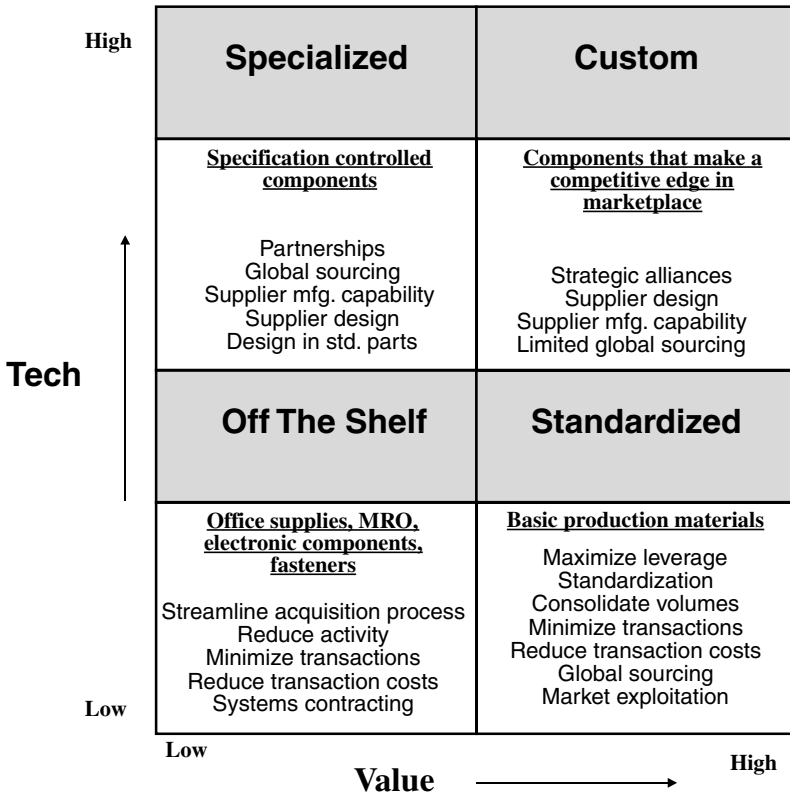 High
Specialized
Custom
Specification controlled
components
Partnerships
Global sourcing
Supplier mfg. capability
Supplier design
Design in std. parts
Components that make a
competitive edge in
marketplace
Strategic alliances
Supplier design
Supplier mfg. capability
Limited global sourcing
Tech
Off The Shelf
Standardized
Office supplies, MRO,
electronic components,
fasteners
Streamline acquisition process
Reduce activity
Minimize transactions
Reduce transaction costs
Systems contracting
Basic production materials
Maximize leverage
Standardization
Consolidate volumes
Minimize transactions
Reduce transaction costs
Global sourcing
Market exploitation
Low
Low
Value
High